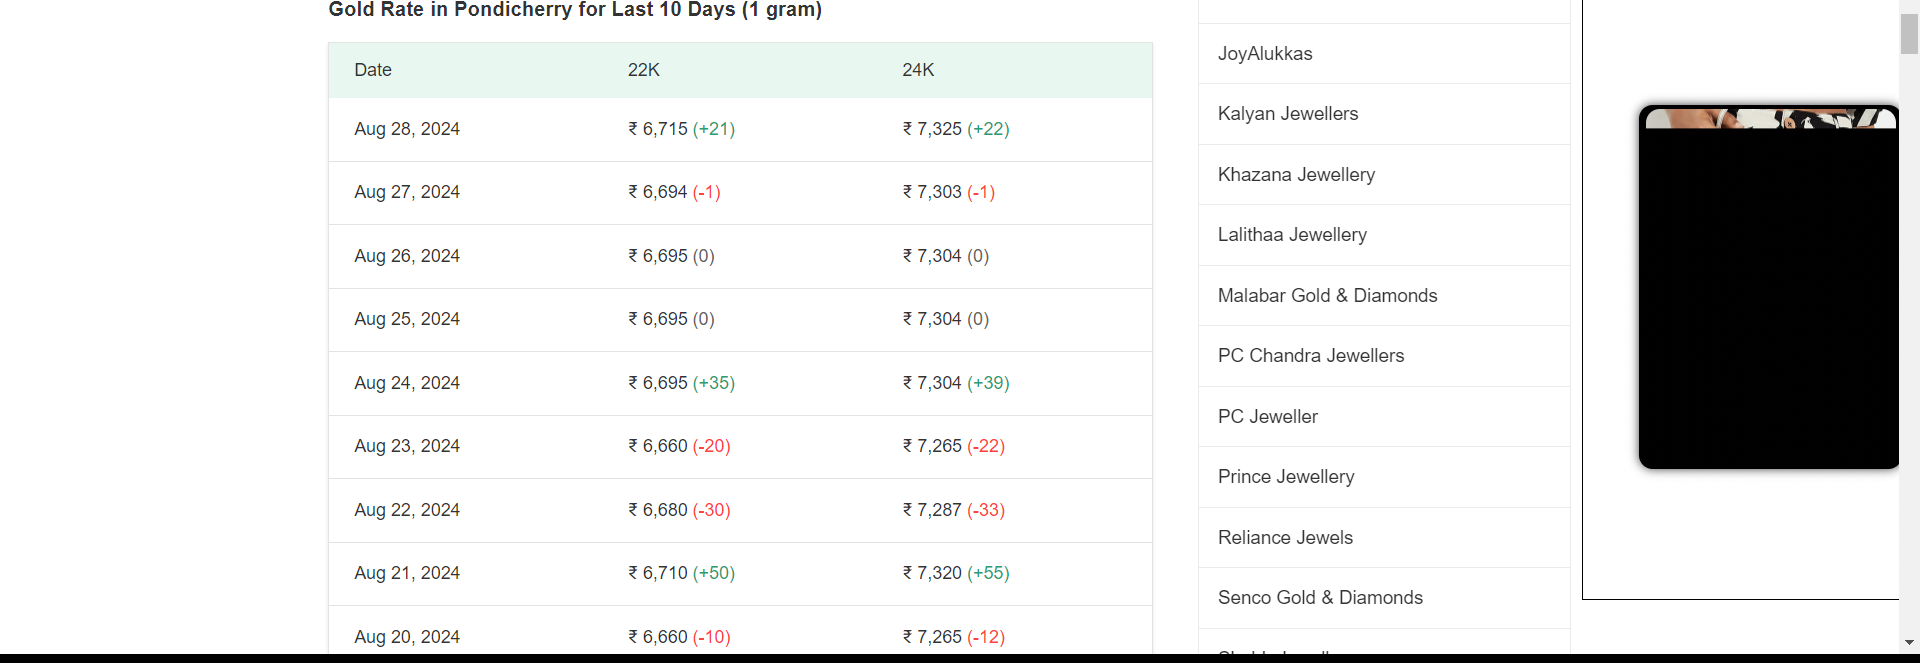 Gold Rate in Pondicherry for Last 10 Days (1 gram)
Date 22K 24K
Aug 28, 2024 ₹ 6,715 (+21) ₹ 7,325 (+22)
Aug 27, 2024 ₹ 6,694 (-1) ₹ 7,303 (-1)
Aug 26, 2024 ₹ 6,695 (0) ₹ 7,304 (0)
Aug 25, 2024 ₹ 6,695 (0) ₹ 7,304 (0)
Aug 24, 2024 ₹ 6,695 (+35) ₹ 7,304 (+39)
Aug 23, 2024 ₹ 6,660 (-20) ₹ 7,265 (-22)
Aug 22, 2024 ₹ 6,680 (-30) ₹ 7,287 (-33)
Aug 21, 2024 ₹ 6,710 (+50) ₹ 7,320 (+55)
Aug 20, 2024 ₹ 6,660 (-10) ₹ 7,265 (-12)
JoyAlukkas
Kalyan Jewellers
Khazana Jewellery
Lalithaa Jewellery
Malabar Gold & Diamonds
PC Chandra Jewellers
PC Jeweller
Prince Jewellery
Reliance Jewels
Senco Gold & Diamonds